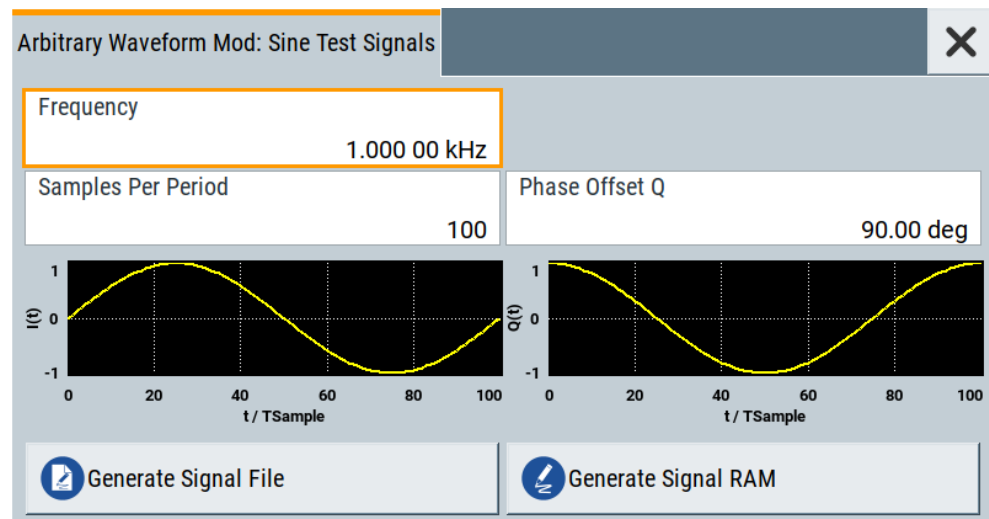 Arbitrary Waveform Mod: Sine Test Signals
Frequency
1.000 00 kHz
Samples Per Period
100
Phase Offset Q
90.00 deg
I(t)
1
0
-1
0 20 40 60 80 100
t / TSample
Q(t)
1
0
-1
0 20 40 60 80 100
t / TSample
Generate Signal File
Generate Signal RAM